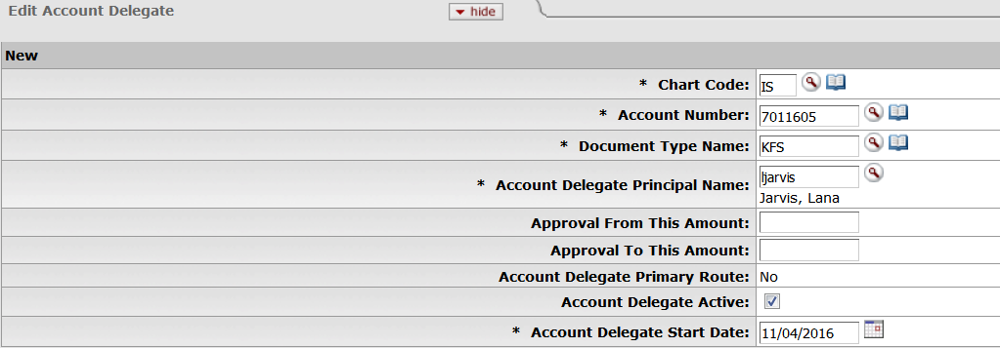 Edit Account Delegate
hide
New
* Chart Code: IS
* Account Number: 7011605
* Document Type Name: KFS
* Account Delegate Principal Name: ljarvis
Jarvis, Lana
Approval From This Amount:
Approval To This Amount:
Account Delegate Primary Route: No
Account Delegate Active:
* Account Delegate Start Date: 11/04/2016